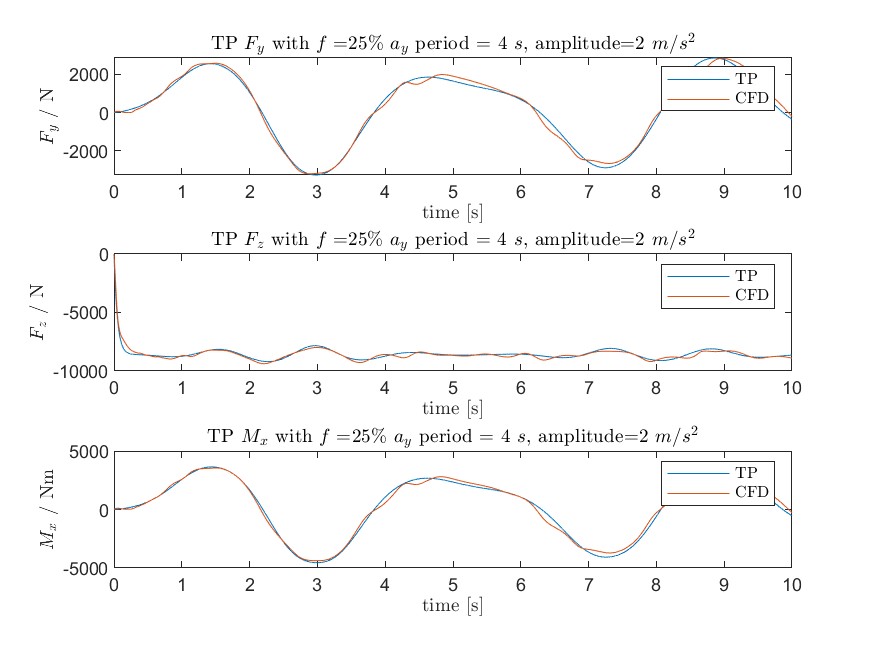 TP F_y with f =25% a_y period = 4 s, amplitude=2 m/s²
F_y / N
2000
0
-2000
TP
CFD
0 1 2 3 4 5 6 7 8 9 10
time [s]
TP F_z with f =25% a_y period = 4 s, amplitude=2 m/s²
F_z / N
0
-5000
-10000
TP
CFD
0 1 2 3 4 5 6 7 8 9 10
time [s]
TP M_x with f =25% a_y period = 4 s, amplitude=2 m/s²
M_x / Nm
5000
0
-5000
TP
CFD
0 1 2 3 4 5 6 7 8 9 10
time [s]